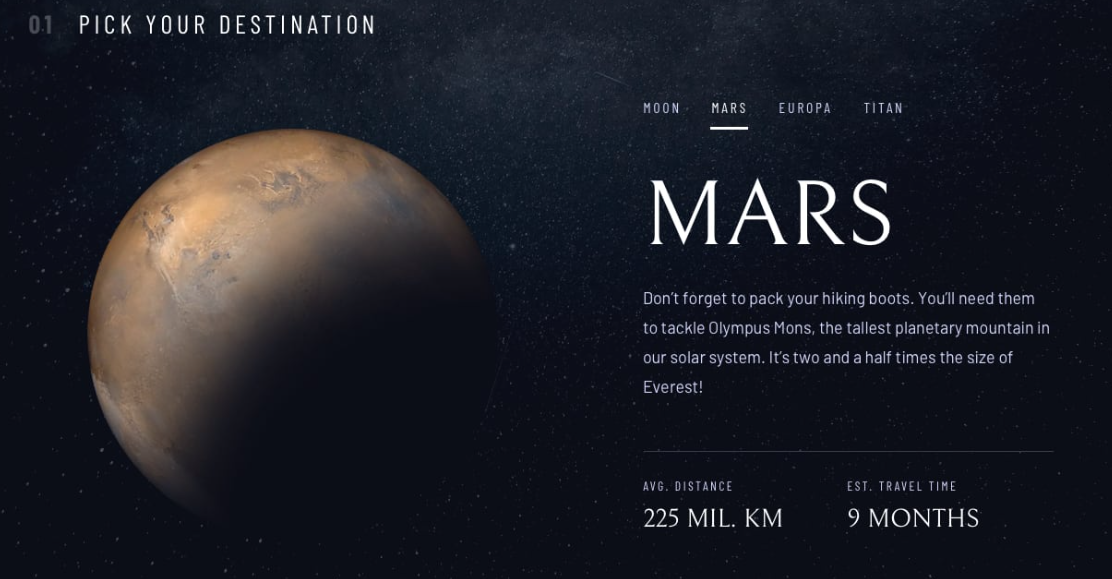 01 PICK YOUR DESTINATION
MOON MARS EUROPA TITAN
MARS
Don’t forget to pack your hiking boots. You’ll need them
to tackle Olympus Mons, the tallest planetary mountain in
our solar system. It’s two and a half times the size of
Everest!
AVG. DISTANCE EST. TRAVEL TIME
225 MIL. KM 9 MONTHS